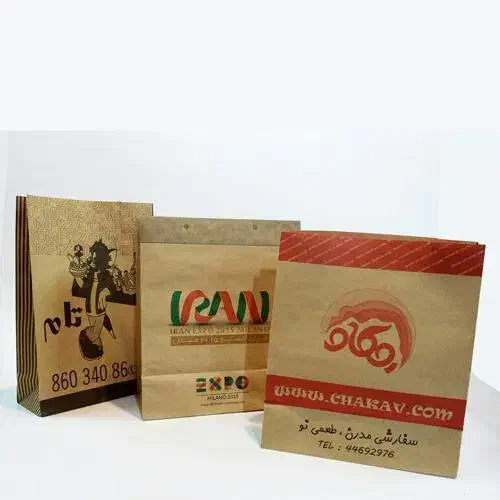 تام
860 340 86
IRAN
IRAN EXPO 2015 MILANO
EXPO
MILANO 2015
چکاو
www.CHAKAV.com
سفارشی مدرن ، طعمی نو
TEL : 44692976